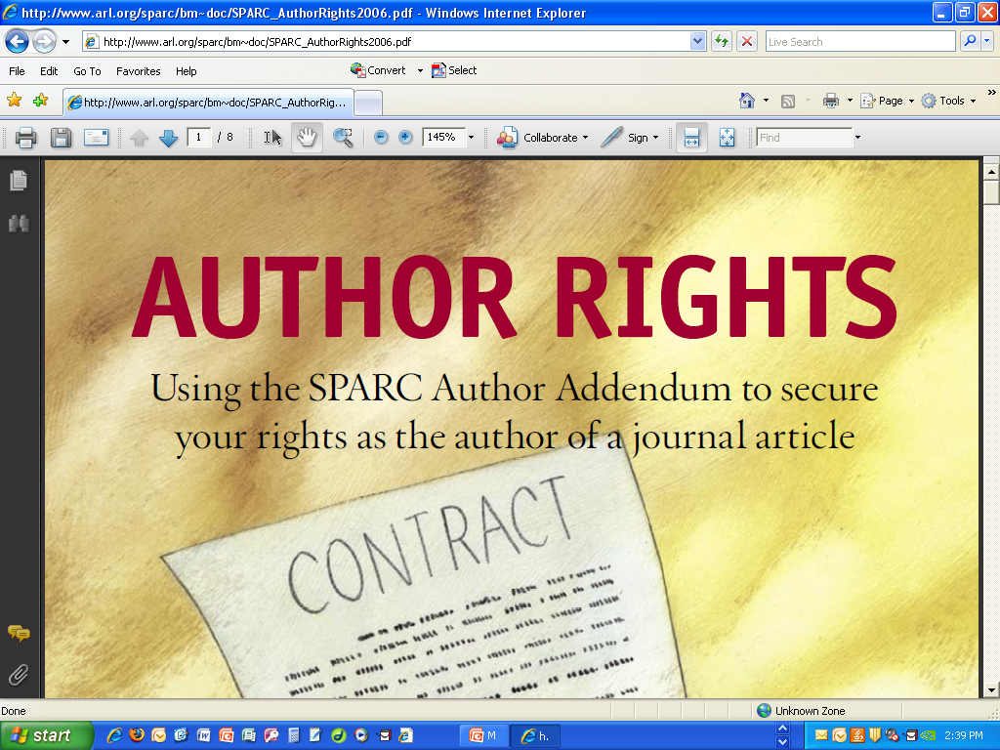 http://www.arl.org/sparc/bm~doc/SPARC_AuthorRights2006.pdf - Windows Internet Explorer
http://www.arl.org/sparc/bm~doc/SPARC_AuthorRights2006.pdf
Live Search
File Edit Go To Favorites Help Convert Select
http://www.arl.org/sparc/bm~doc/SPARC_AuthorRig... Page Tools
1 / 8 145% Collaborate Sign Find
AUTHOR RIGHTS
Using the SPARC Author Addendum to secure
your rights as the author of a journal article
CONTRACT
Done Unknown Zone
start M h. 2:39 PM